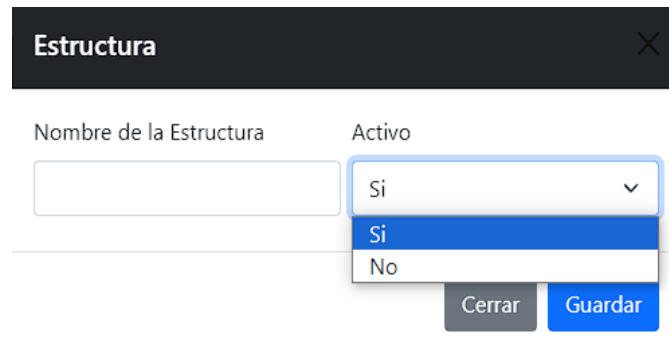 Estructura
Nombre de la Estructura Activo
Si
Si
No
Cerrar Guardar